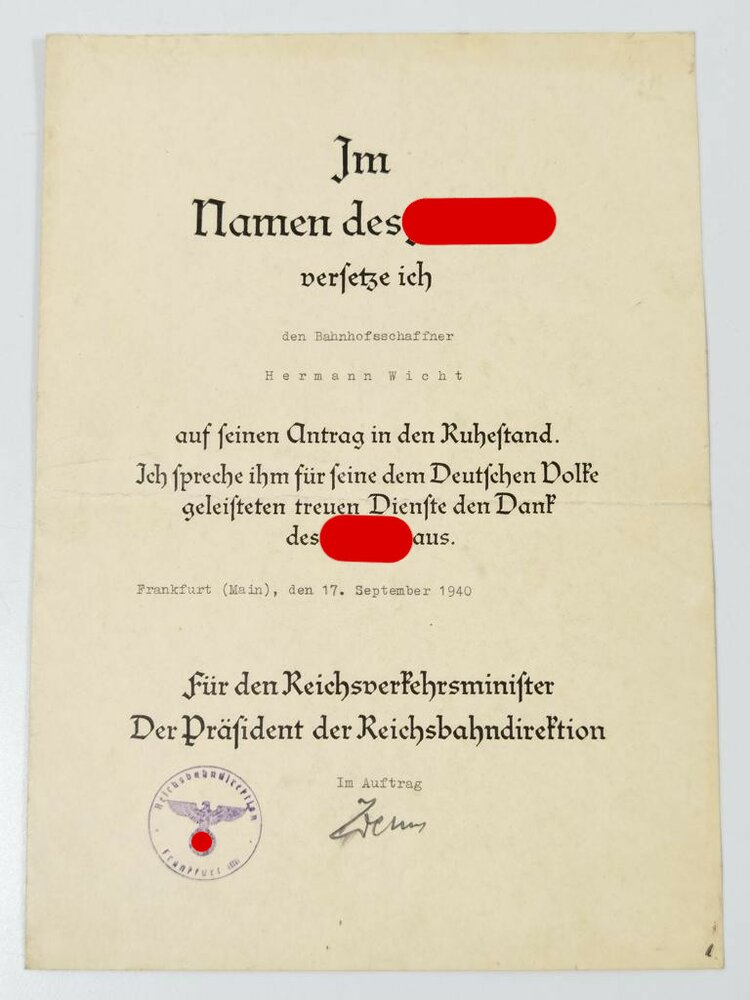 Im
Namen des
versetze ich
den Bahnhofsschaffner
Hermann Wicht
auf seinen Antrag in den Ruhestand.
Ich spreche ihm für seine dem Deutschen Volke
geleisteten treuen Dienste den Dank
des aus.
Frankfurt (Main), den 17. September 1940
Für den Reichsverkehrsminister
Der Präsident der Reichsbahndirektion
Im Auftrag
Reichsbahndirektion
Frankfurt